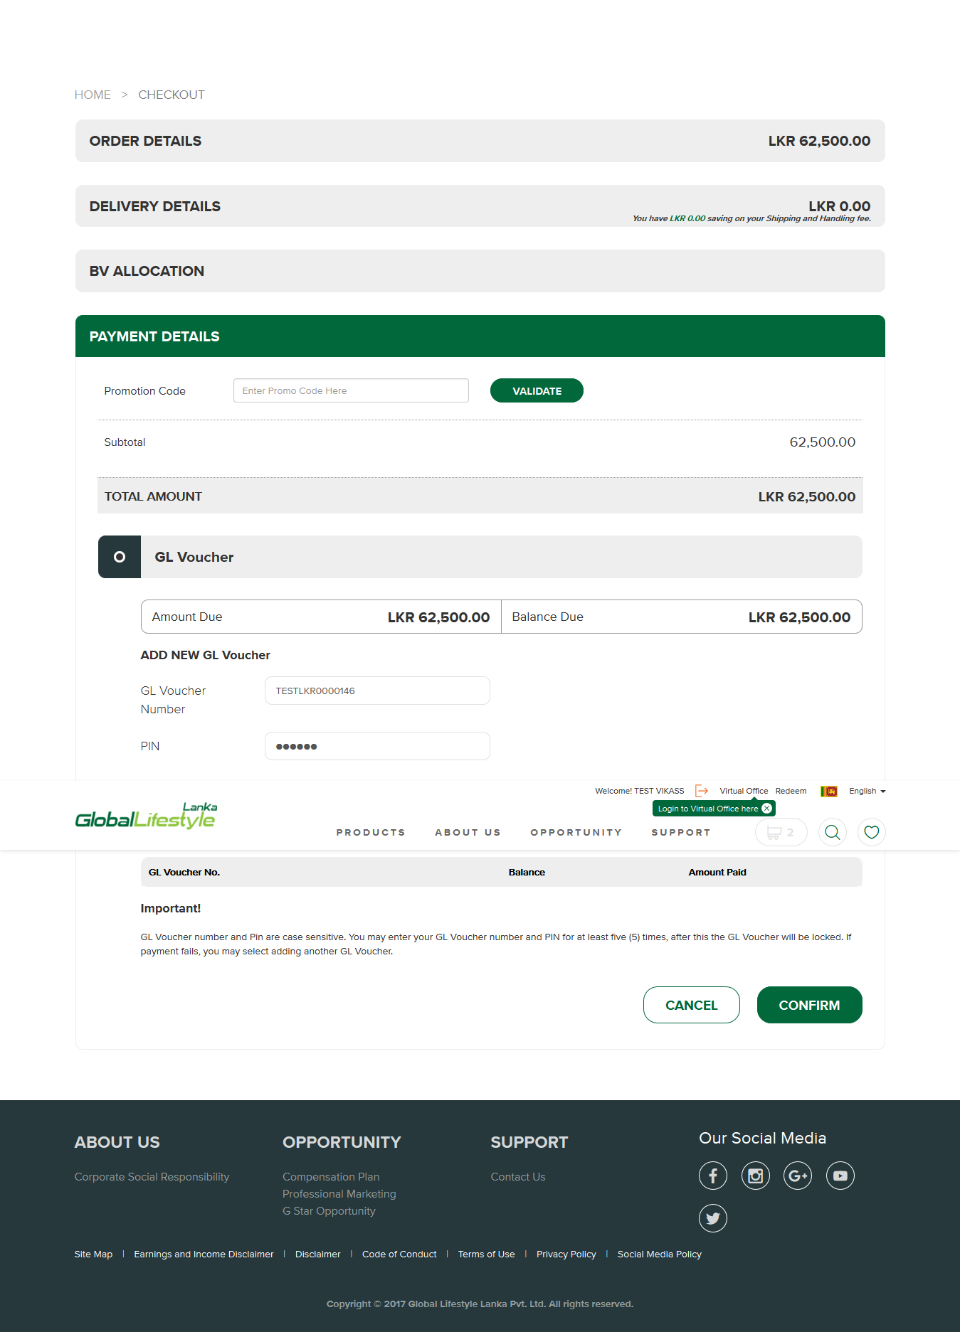 HOME > CHECKOUT
ORDER DETAILS LKR 62,500.00
DELIVERY DETAILS LKR 0.00
You have LKR 0.00 saving on your Shipping and Handling fee.
BV ALLOCATION
PAYMENT DETAILS
Promotion Code Enter Promo Code Here VALIDATE
Subtotal 62,500.00
TOTAL AMOUNT LKR 62,500.00
GL Voucher
Amount Due LKR 62,500.00 Balance Due LKR 62,500.00
ADD NEW GL Voucher
GL Voucher Number TESTLKR0000146
PIN ●●●●●●
Welcome! TEST VIKASS Virtual Office Redeem English
Login to Virtual Office here
Lanka
GlobalLifestyle
PRODUCTS ABOUT US OPPORTUNITY SUPPORT 2
GL Voucher No. Balance Amount Paid
Important!
GL Voucher number and Pin are case sensitive. You may enter your GL Voucher number and PIN for at least five (5) times, after this the GL Voucher will be locked. If
payment fails, you may select adding another GL Voucher.
CANCEL CONFIRM
ABOUT US OPPORTUNITY SUPPORT Our Social Media
Corporate Social Responsibility Compensation Plan Contact Us
Professional Marketing
G Star Opportunity
Site Map | Earnings and Income Disclaimer | Disclaimer | Code of Conduct | Terms of Use | Privacy Policy | Social Media Policy
Copyright © 2017 Global Lifestyle Lanka Pvt. Ltd. All rights reserved.